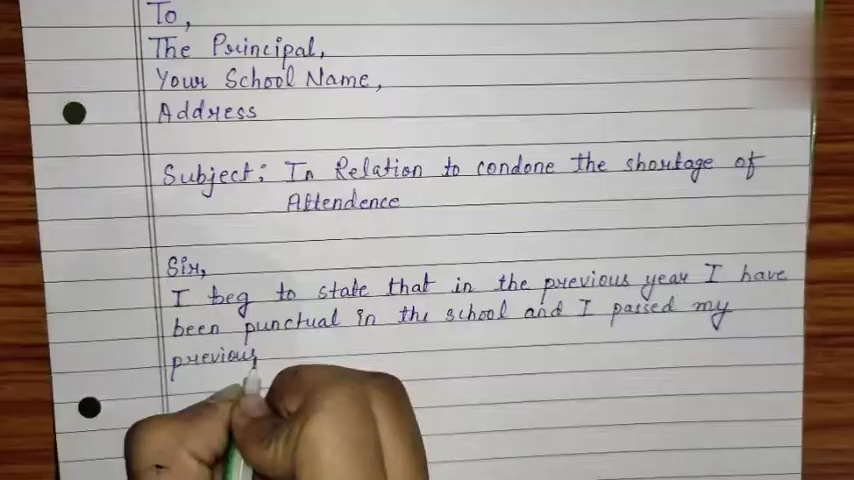 To,
The Principal,
Your School Name,
Address
Subject: In Relation to condone the shortage of
Attendence
Sir,
I beg to state that in the previous year I have
been punctual in the school and I passed my
previous